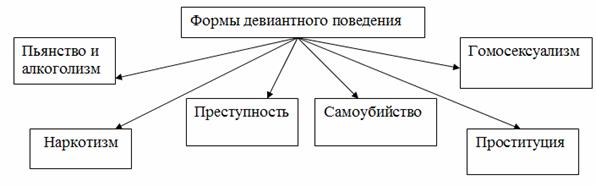 Формы девиантного поведения
Пьянство и
алкоголизм
Гомосексуализм
Преступность
Самоубийство
Наркотизм
Проституция